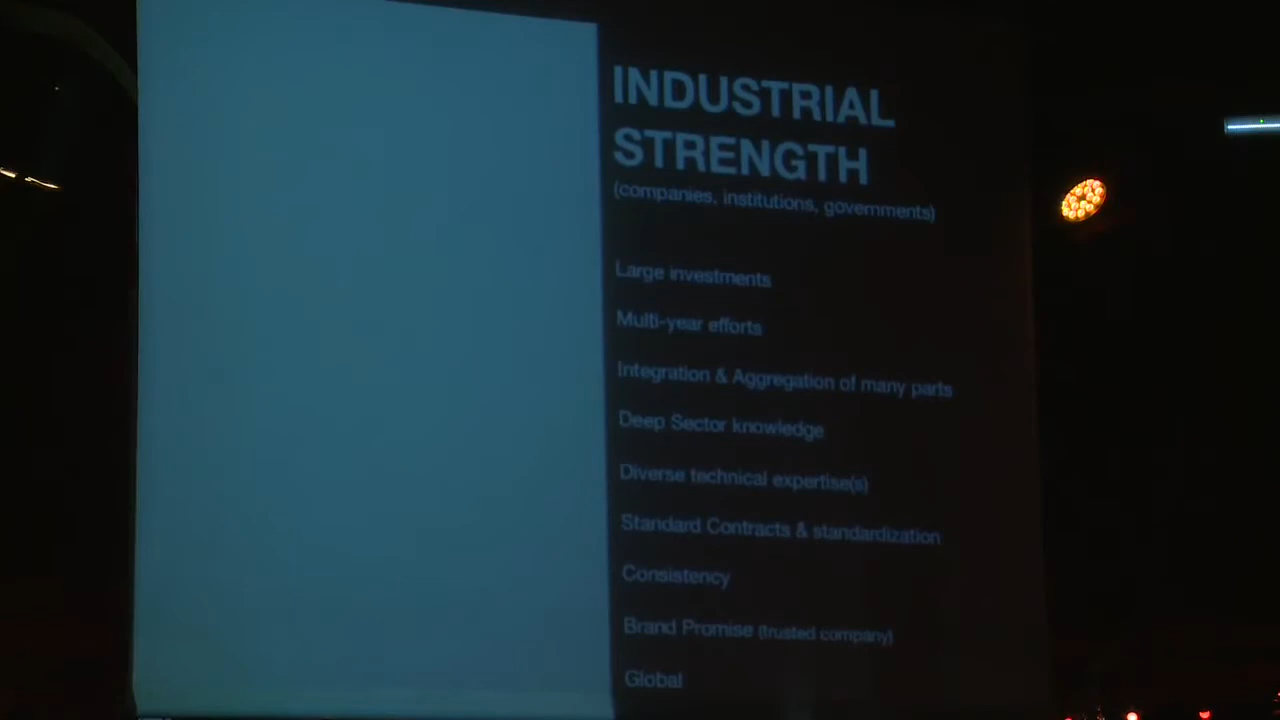 INDUSTRIAL
STRENGTH
(companies, institutions, governments)
Large investments
Multi-year efforts
Integration & Aggregation of many parts
Deep Sector knowledge
Diverse technical expertise(s)
Standard Contracts & standardization
Consistency
Brand Promise (trusted company)
Global